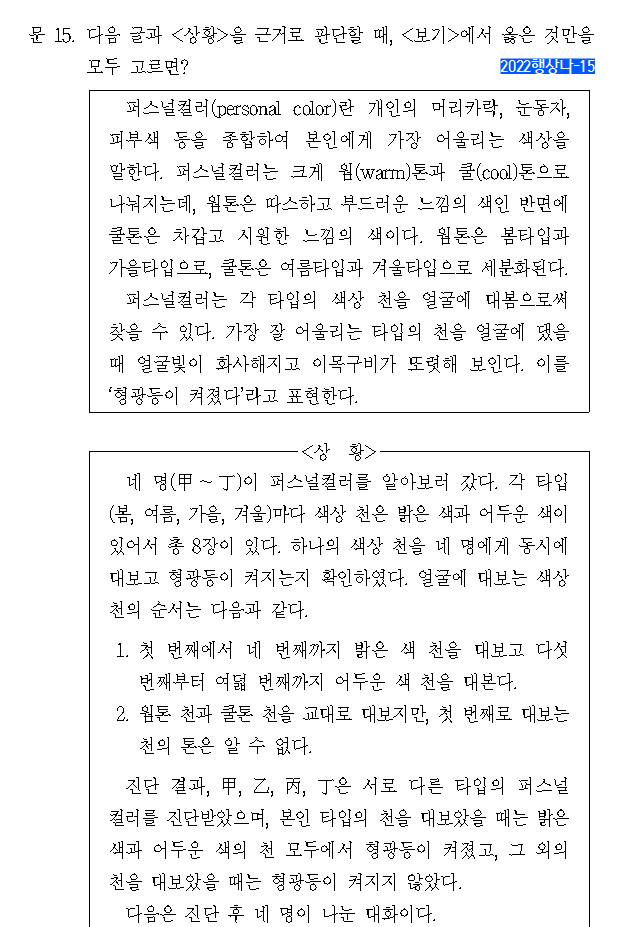 문 15. 다음 글과 <상황>을 근거로 판단할 때, <보기>에서 옳은 것만을
모두 고르면?
2022행상나-15
퍼스널컬러(personal color)란 개인의 머리카락, 눈동자,
피부색 등을 종합하여 본인에게 가장 어울리는 색상을
말한다. 퍼스널컬러는 크게 웜(warm)톤과 쿨(cool)톤으로
나눠지는데, 웜톤은 따스하고 부드러운 느낌의 색인 반면에
쿨톤은 차갑고 시원한 느낌의 색이다. 웜톤은 봄타입과
가을타입으로, 쿨톤은 여름타입과 겨울타입으로 세분화된다.
퍼스널컬러는 각 타입의 색상 천을 얼굴에 대봄으로써
찾을 수 있다. 가장 잘 어울리는 타입의 천을 얼굴에 댔을
때 얼굴빛이 화사해지고 이목구비가 또렷해 보인다. 이를
‘형광등이 켜졌다’라고 표현한다.
<상 황>
네 명(甲～丁)이 퍼스널컬러를 알아보러 갔다. 각 타입
(봄, 여름, 가을, 겨울)마다 색상 천은 밝은 색과 어두운 색이
있어서 총 8장이 있다. 하나의 색상 천을 네 명에게 동시에
대보고 형광등이 켜지는지 확인하였다. 얼굴에 대보는 색상
천의 순서는 다음과 같다.
1. 첫 번째에서 네 번째까지 밝은 색 천을 대보고 다섯
번째부터 여덟 번째까지 어두운 색 천을 대본다.
2. 웜톤 천과 쿨톤 천을 교대로 대보지만, 첫 번째로 대보는
천의 톤은 알 수 없다.
진단 결과, 甲, 乙, 丙, 丁은 서로 다른 타입의 퍼스널
컬러를 진단받았으며, 본인 타입의 천을 대보았을 때는 밝은
색과 어두운 색의 천 모두에서 형광등이 켜졌고, 그 외의
천을 대보았을 때는 형광등이 켜지지 않았다.
다음은 진단 후 네 명이 나눈 대화이다.